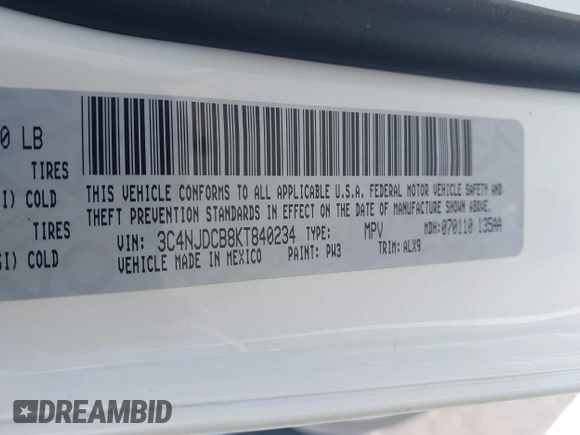 0 LB
TIRES
I) COLD
TIRES
SI) COLD
THIS VEHICLE CONFORMS TO ALL APPLICABLE U.S.A. FEDERAL MOTOR VEHICLE SAFETY AND
THEFT PREVENTION STANDARDS IN EFFECT ON THE DATE OF MANUFACTURE SHOWN ABOVE.
VIN: 3C4NJDCB8KT840234 TYPE: MPV MDH: 070110 135AA
VEHICLE MADE IN MEXICO PAINT: PW3 TRIM: ALX9
DREAMBID